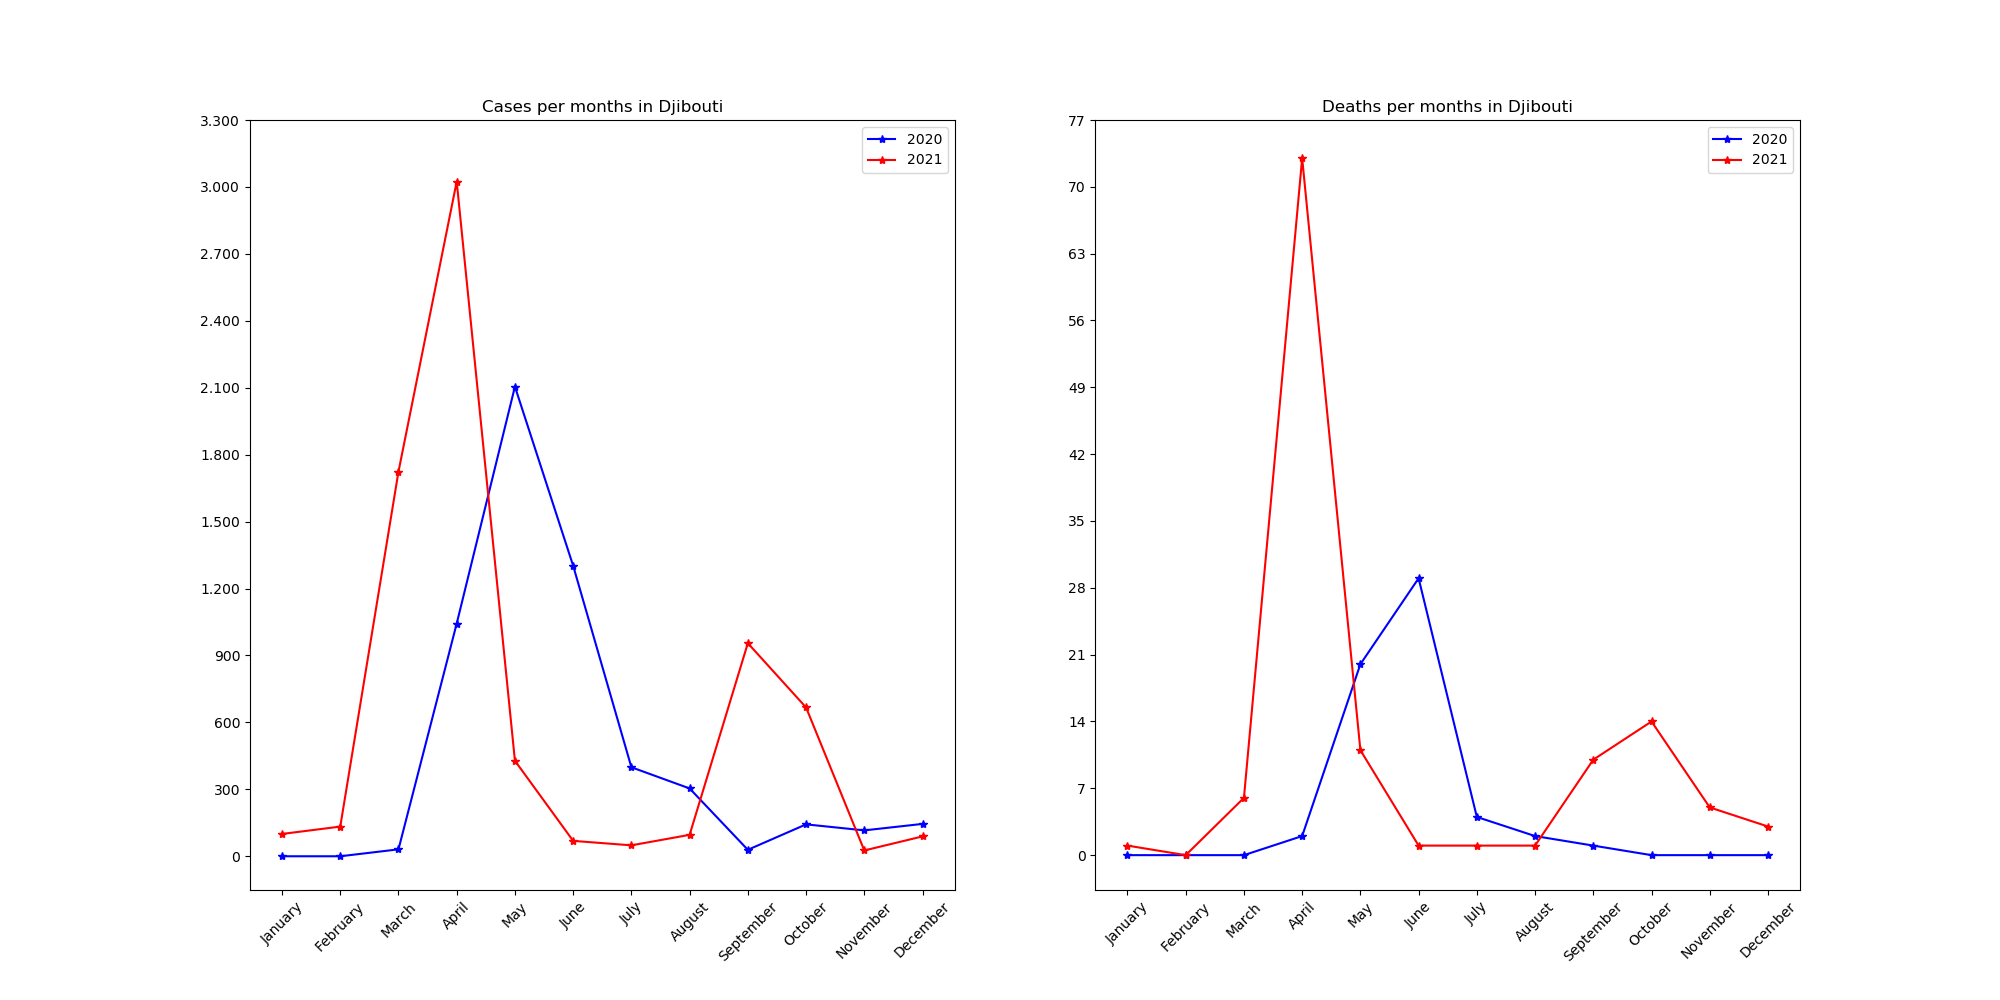 Cases per months in Djibouti
3.300
3.000
2.700
2.400
2.100
1.800
1.500
1.200
900
600
300
0
2020
2021
January
February
March
April
May
June
July
August
September
October
November
December
Deaths per months in Djibouti
77
70
63
56
49
42
35
28
21
14
7
0
2020
2021
January
February
March
April
May
June
July
August
September
October
November
December